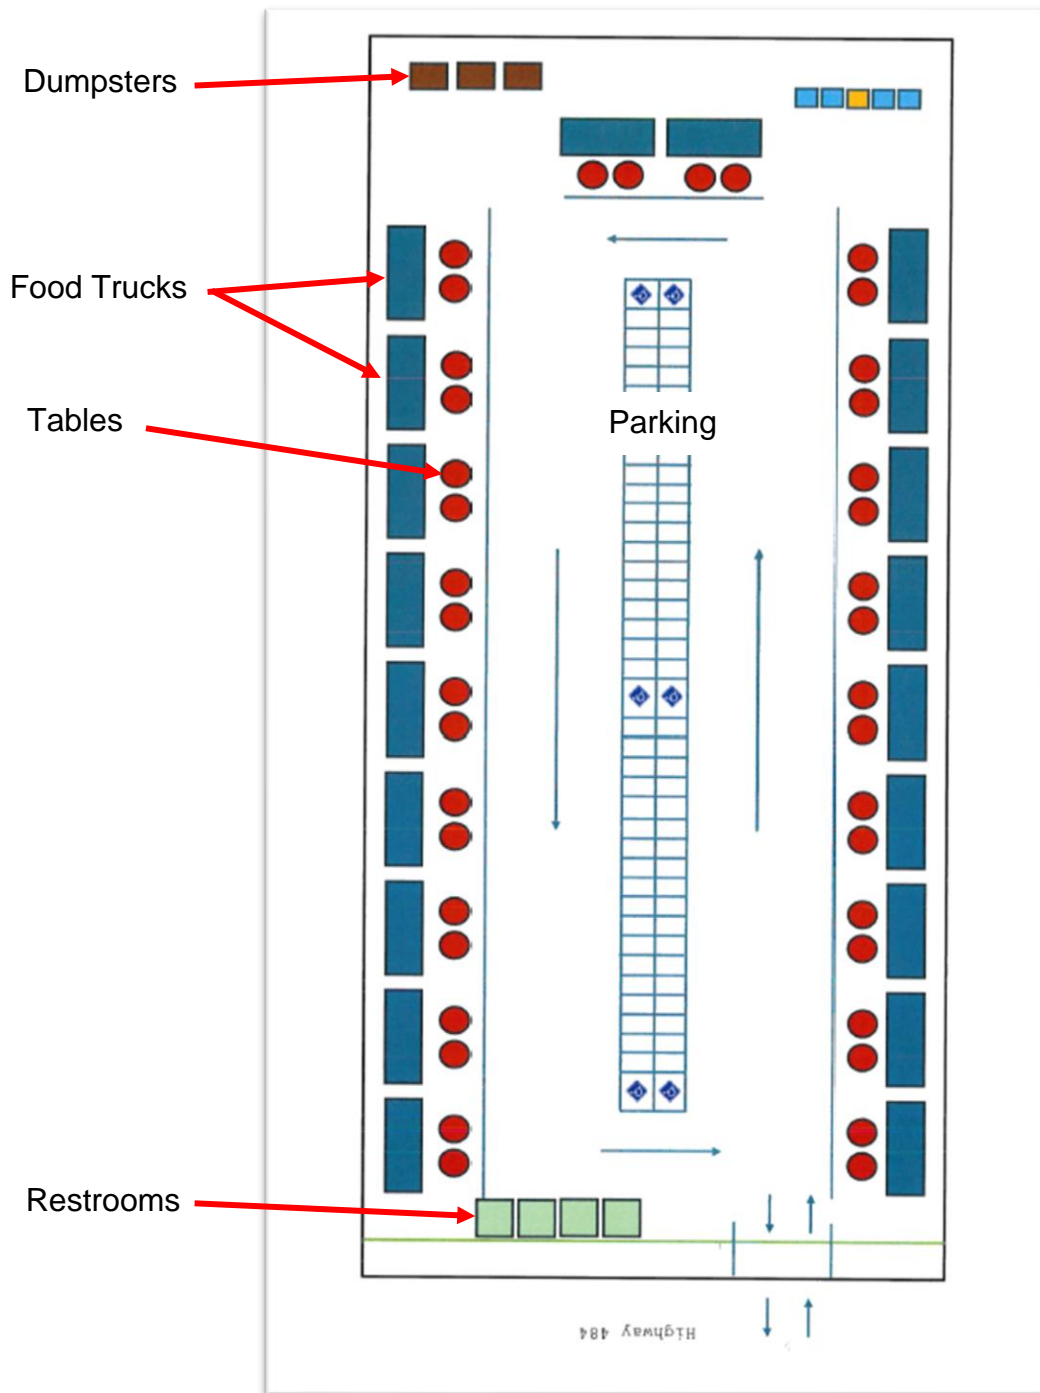 Dumpsters
Food Trucks
Parking
Tables
Restrooms
Highway 484